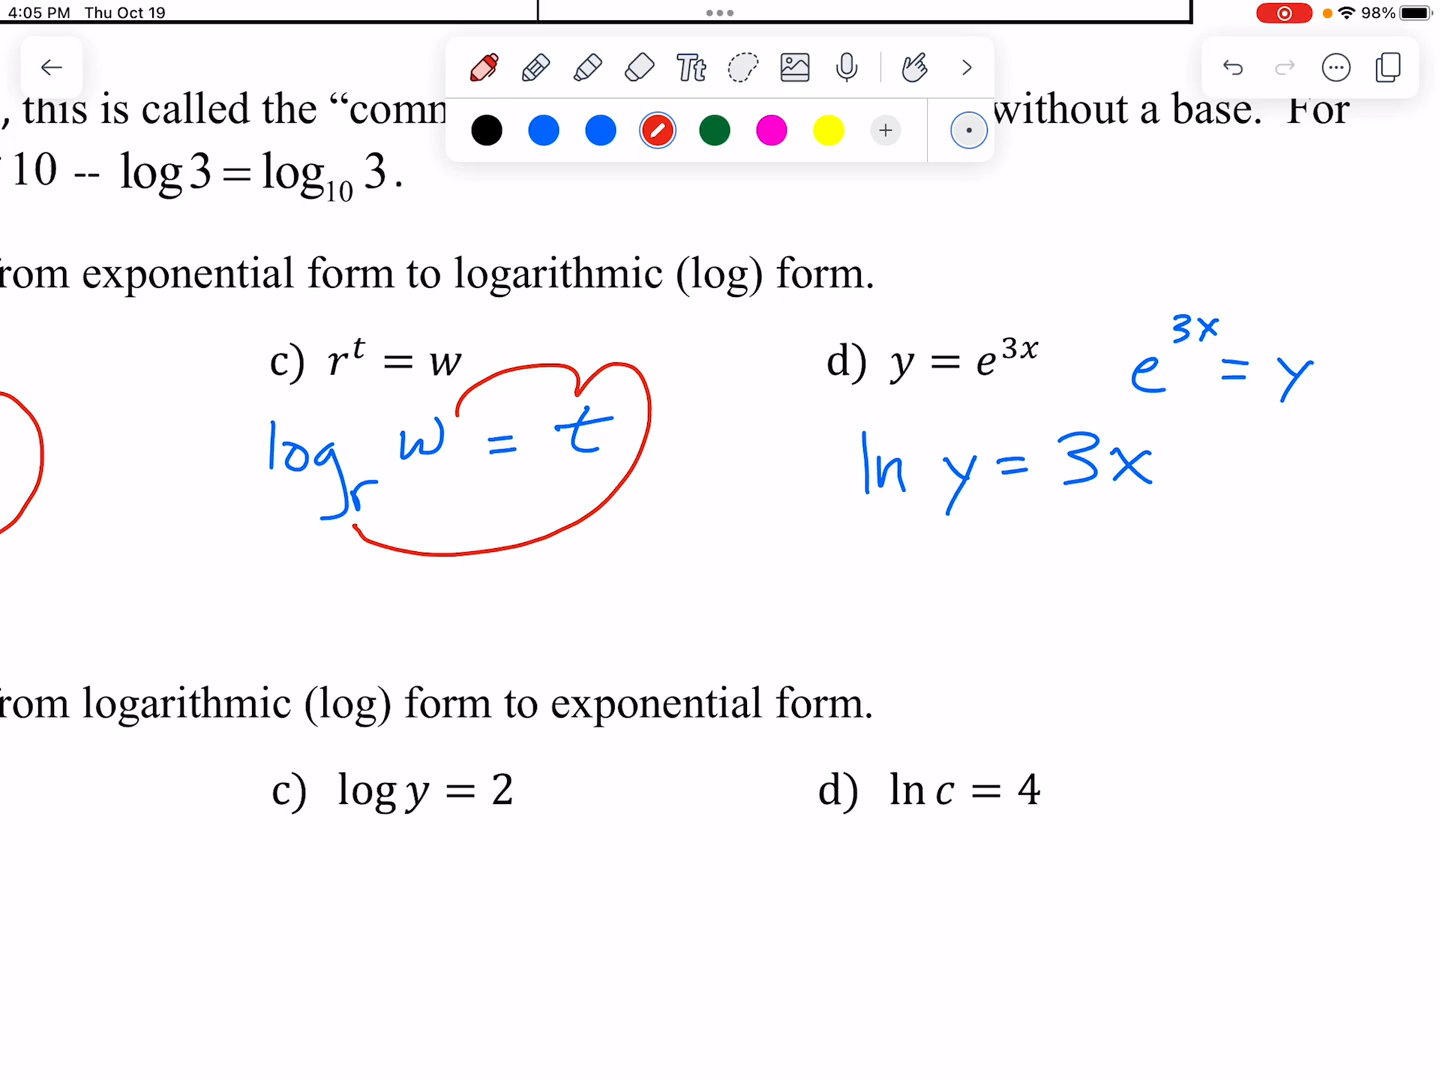 4:05 PM Thu Oct 19 98%
Tt
, this is called the “comm without a base. For
10 -- log 3 = log₁₀ 3.
rom exponential form to logarithmic (log) form.
c) rᵗ = w
d) y = e³ˣ
e³ˣ = y
logᵣ w = t
ln y = 3x
rom logarithmic (log) form to exponential form.
c) log y = 2
d) ln c = 4